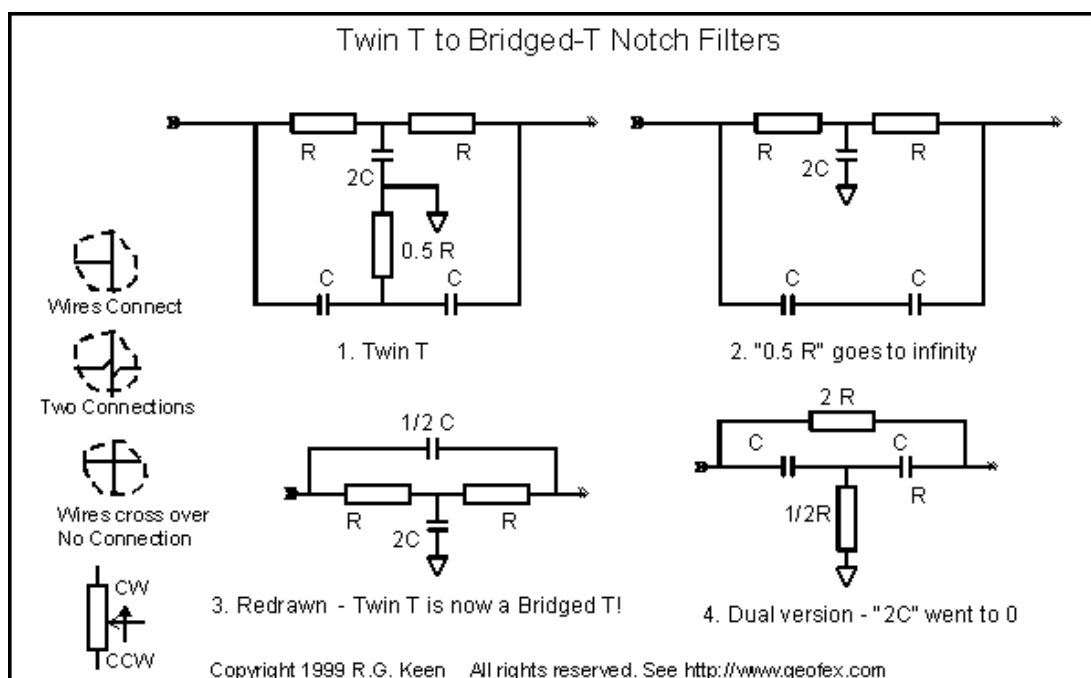 Twin T to Bridged-T Notch Filters
R
R
2C
0.5 R
C
C
1. Twin T
R
R
2C
C
C
2. "0.5 R" goes to infinity
Wires Connect
Two Connections
Wires cross over
No Connection
CW
CCW
1/2 C
R
R
2C
3. Redrawn - Twin T is now a Bridged T!
2 R
C
C
R
1/2R
4. Dual version - "2C" went to 0
Copyright 1999 R.G. Keen All rights reserved. See http://www.geofex.com